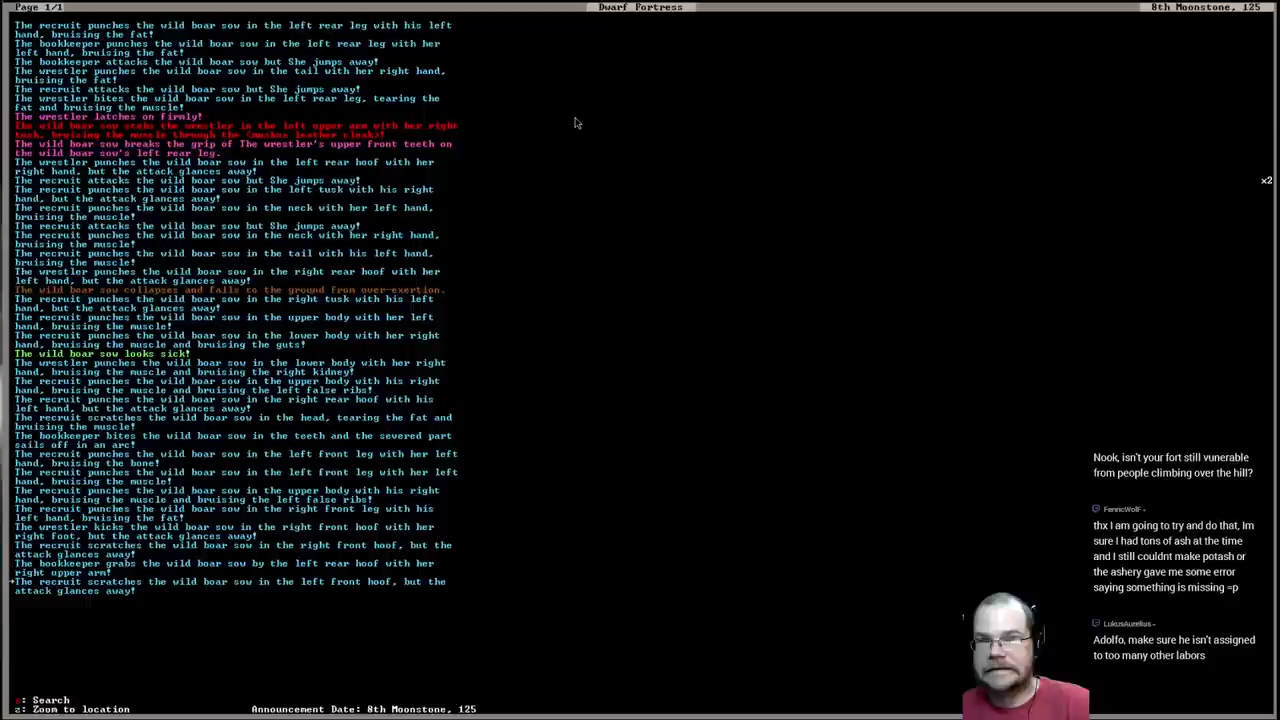 Page 1/1
Dwarf Fortress
8th Moonstone, 125
The recruit punches the wild boar sow in the left rear leg with his left
hand, bruising the fat!
The bookkeeper punches the wild boar sow in the left rear leg with her
left hand, bruising the fat!
The bookkeeper attacks the wild boar sow but She jumps away!
The wrestler punches the wild boar sow in the tail with her right hand,
bruising the fat!
The recruit attacks the wild boar sow but She jumps away!
The wrestler bites the wild boar sow in the left rear leg, tearing the
fat and bruising the muscle!
The wrestler latches on firmly!
The wild boar sow stabs the wrestler in the left upper arm with her right
tusk, bruising the muscle through the leather cloak)!
The wild boar sow breaks the grip of The wrestler's upper front teeth on
the wild boar sow's left rear leg.
The wrestler punches the wild boar sow in the left rear hoof with her
right hand, but the attack glances away!
The recruit attacks the wild boar sow but She jumps away!
The recruit punches the wild boar sow in the left tusk with his right
hand, but the attack glances away!
The recruit punches the wild boar sow in the neck with her left hand,
bruising the muscle!
The recruit attacks the wild boar sow but She jumps away!
The recruit punches the wild boar sow in the neck with her right hand,
bruising the muscle!
The recruit punches the wild boar sow in the tail with his left hand,
bruising the muscle!
The wrestler punches the wild boar sow in the right rear hoof with her
left hand, but the attack glances away!
The wild boar sow collapses and falls to the ground from over-exertion.
The recruit punches the wild boar sow in the right tusk with his left
hand, but the attack glances away!
The recruit punches the wild boar sow in the upper body with her left
hand, bruising the muscle!
The recruit punches the wild boar sow in the lower body with her right
hand, bruising the muscle and bruising the guts!
The wild boar sow looks sick!
The wrestler punches the wild boar sow in the lower body with her right
hand, bruising the muscle and bruising the right kidney!
The recruit punches the wild boar sow in the upper body with his right
hand, bruising the muscle and bruising the left false ribs!
The recruit punches the wild boar sow in the right rear hoof with his
left hand, but the attack glances away!
The recruit scratches the wild boar sow in the head, tearing the fat and
bruising the muscle!
The bookkeeper bites the wild boar sow in the teeth and the severed part
sails off in an arc!
The recruit punches the wild boar sow in the left front leg with her left
hand, bruising the bone!
The recruit punches the wild boar sow in the left front leg with her left
hand, bruising the muscle!
The recruit punches the wild boar sow in the upper body with his right
hand, bruising the muscle and bruising the left false ribs!
The recruit punches the wild boar sow in the right front leg with his
left hand, bruising the fat!
The wrestler kicks the wild boar sow in the right front hoof with her
right foot, but the attack glances away!
The recruit scratches the wild boar sow in the right front hoof, but the
attack glances away!
The bookkeeper grabs the wild boar sow by the left rear hoof with her
right upper arm!
The recruit scratches the wild boar sow in the left front hoof, but the
attack glances away!
x2
s: Search
z: Zoom to location
Announcement Date: 8th Moonstone, 125
Nook, isn't your fort still vunerable
from people climbing over the hill?
FenricWolF
thx I am going to try and do that, Im
sure I had tons of ash at the time
and I still couldnt make potash or
the ashery gave me some error
saying something is missing =p
LukusAurelius
Adolfo, make sure he isn't assigned
to too many other labors